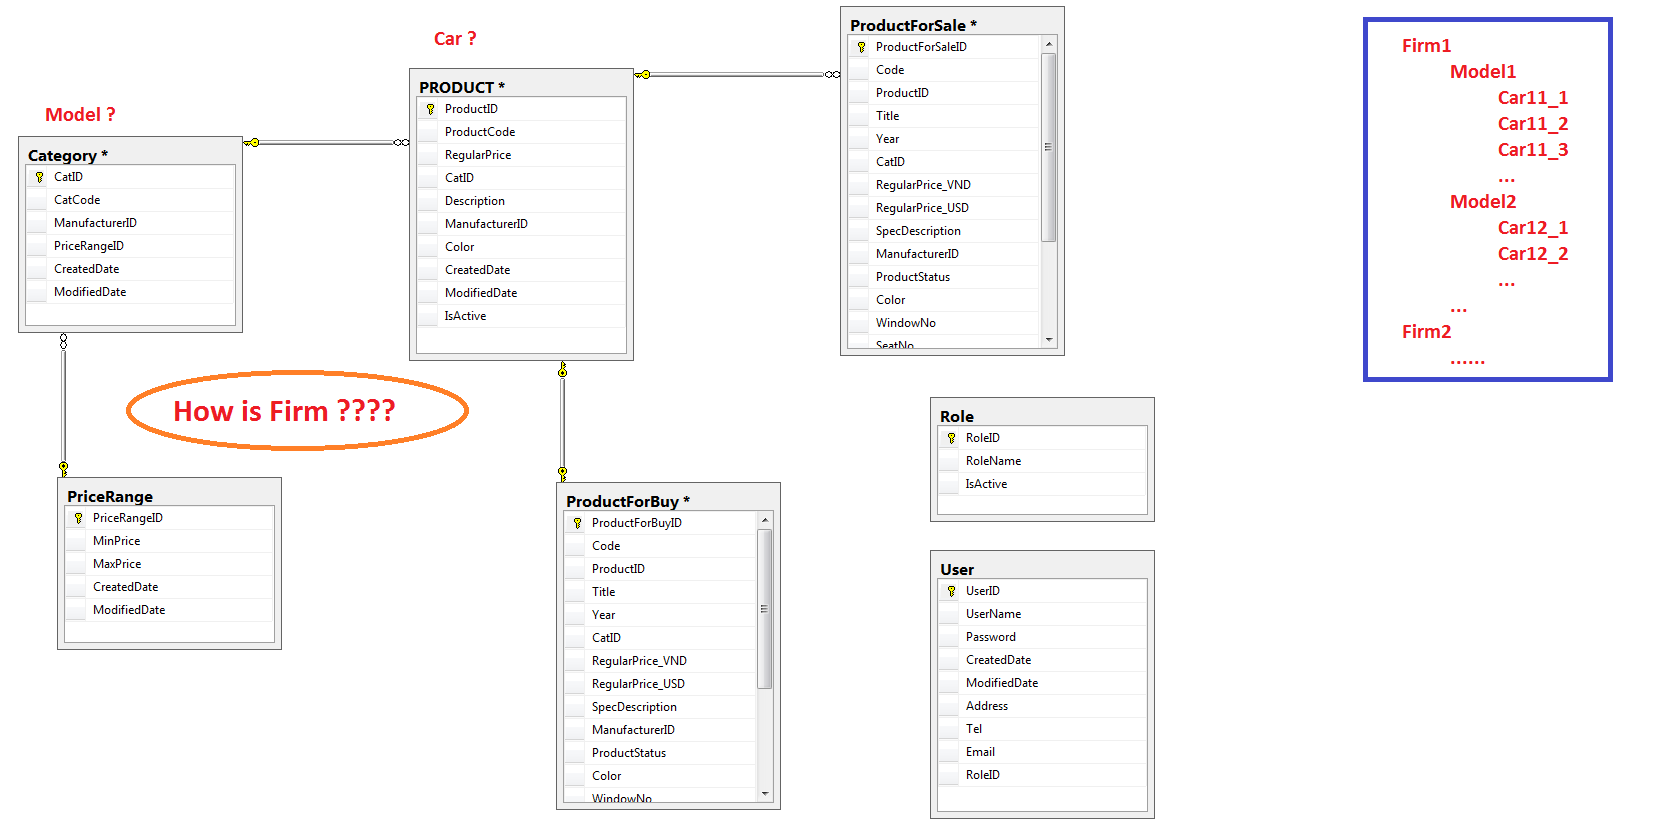 Car ?
Model ?
Category *
CatID
CatCode
ManufacturerID
PriceRangeID
CreatedDate
ModifiedDate
PRODUCT *
ProductID
ProductCode
RegularPrice
CatID
Description
ManufacturerID
Color
CreatedDate
ModifiedDate
IsActive
ProductForSale *
ProductForSaleID
Code
ProductID
Title
Year
CatID
RegularPrice_VND
RegularPrice_USD
SpecDescription
ManufacturerID
ProductStatus
Color
WindowNo
SeatNo
Firm1
Model1
Car11_1
Car11_2
Car11_3
...
Model2
Car12_1
Car12_2
...
...
Firm2
......
How is Firm ????
PriceRange
PriceRangeID
MinPrice
MaxPrice
CreatedDate
ModifiedDate
ProductForBuy *
ProductForBuyID
Code
ProductID
Title
Year
CatID
RegularPrice_VND
RegularPrice_USD
SpecDescription
ManufacturerID
ProductStatus
Color
WindowNo
Role
RoleID
RoleName
IsActive
User
UserID
UserName
Password
CreatedDate
ModifiedDate
Address
Tel
Email
RoleID